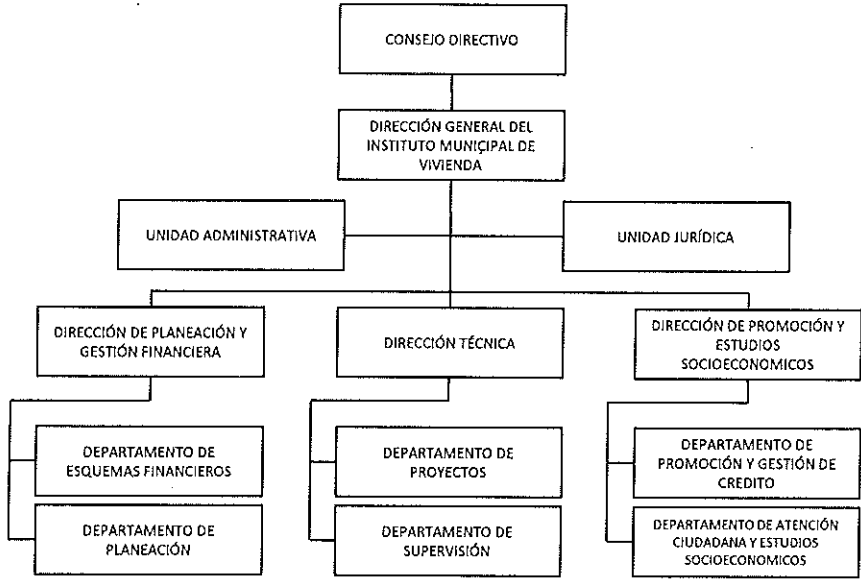 CONSEJO DIRECTIVO
DIRECCIÓN GENERAL DEL
INSTITUTO MUNIÇIPAL DE
VIVIENDA
UNIDAD ADMINISTRATIVA
UNIDAD JURÍDICA
DIRECCIÓN DE PLANEACIÓN Y
GESTIÓN FINANCIERA
DIRECCIÓN TÉCNICA
DIRECCIÓN DE PROMOCIÓN Y
ESTUDIOS
SOCIOECONOMICOS
DEPARTAMENTO DE
ESQUEMAS FINANCIEROS
DEPARTAMENTO DE
PROYECTOS
DEPARTAMENTO DE
PROMOCIÓN Y GESTIÓN DE
CREDITO
DEPARTAMENTO DE
PLANEACIÓN
DEPARTAMENTO DE
SUPERVISIÓN
DEPARTAMENTO DE ATENCIÓN
CIUDADANA Y ESTUDIOS
SOCIOECONOMICOS